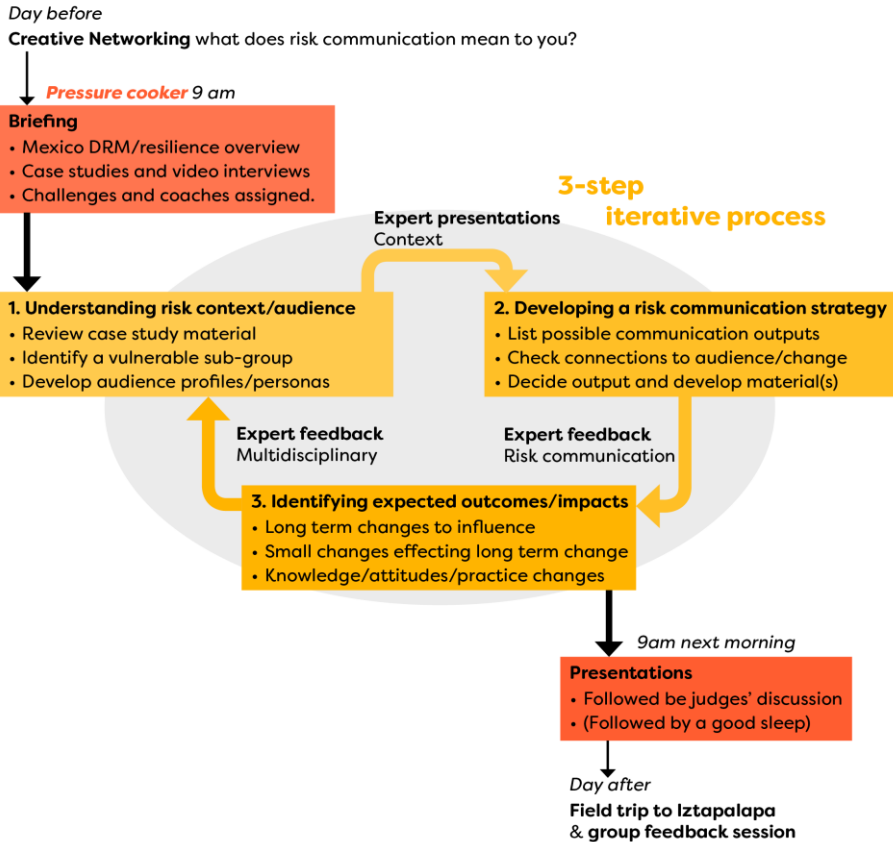 Day before
Creative Networking what does risk communication mean to you?
Pressure cooker 9 am
Briefing
• Mexico DRM/resilience overview
• Case studies and video interviews
• Challenges and coaches assigned.
3-step
iterative process
Expert presentations
Context
1. Understanding risk context/audience
• Review case study material
• Identify a vulnerable sub-group
• Develop audience profiles/personas
2. Developing a risk communication strategy
• List possible communication outputs
• Check connections to audience/change
• Decide output and develop material(s)
Expert feedback
Multidisciplinary
Expert feedback
Risk communication
3. Identifying expected outcomes/impacts
• Long term changes to influence
• Small changes effecting long term change
• Knowledge/attitudes/practice changes
9am next morning
Presentations
• Followed be judges’ discussion
• (Followed by a good sleep)
Day after
Field trip to Iztapalapa
& group feedback session